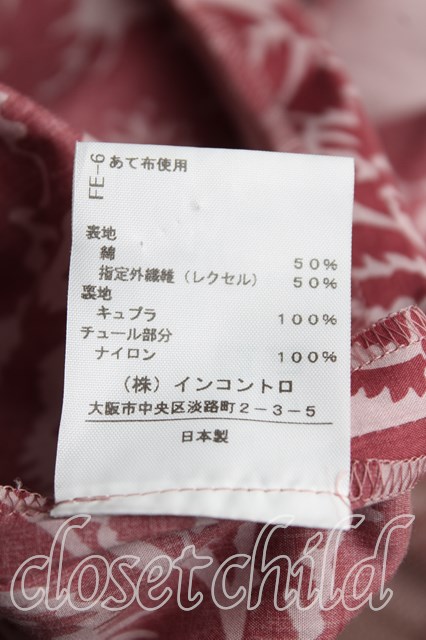 FE-6
あて布使用
表地
綿 50%
指定外繊維（レクセル） 50%
裏地
キュプラ 100%
チュール部分
ナイロン 100%
（株）インコントロ
大阪市中央区淡路町2-3-5
日本製
closetchild